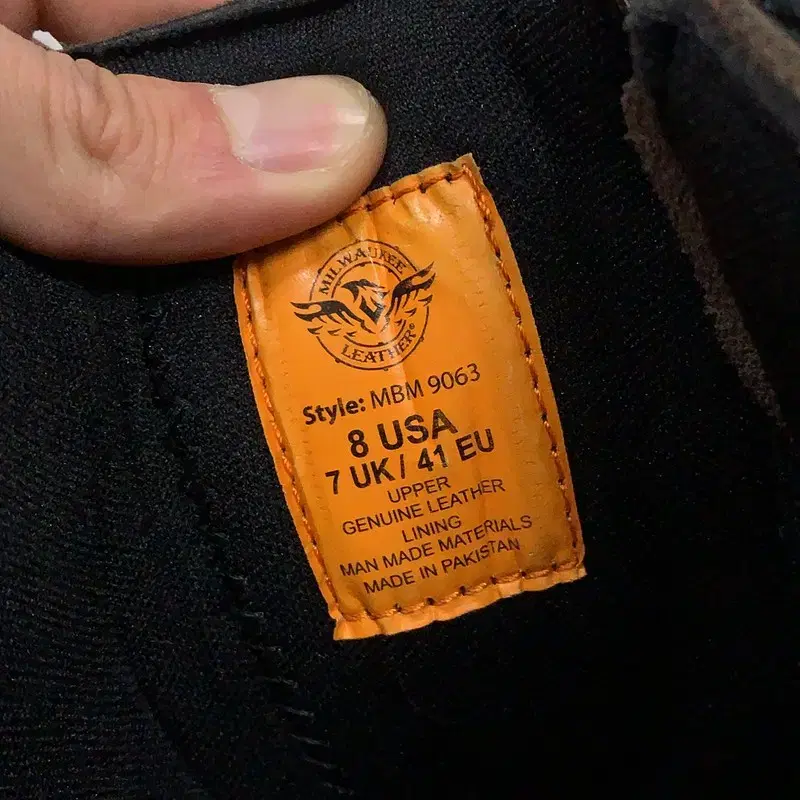 MILWAUKEE
LEATHER®
Style: MBM 9063
8 USA
7 UK / 41 EU
UPPER
GENUINE LEATHER
LINING
MAN MADE MATERIALS
MADE IN PAKISTAN